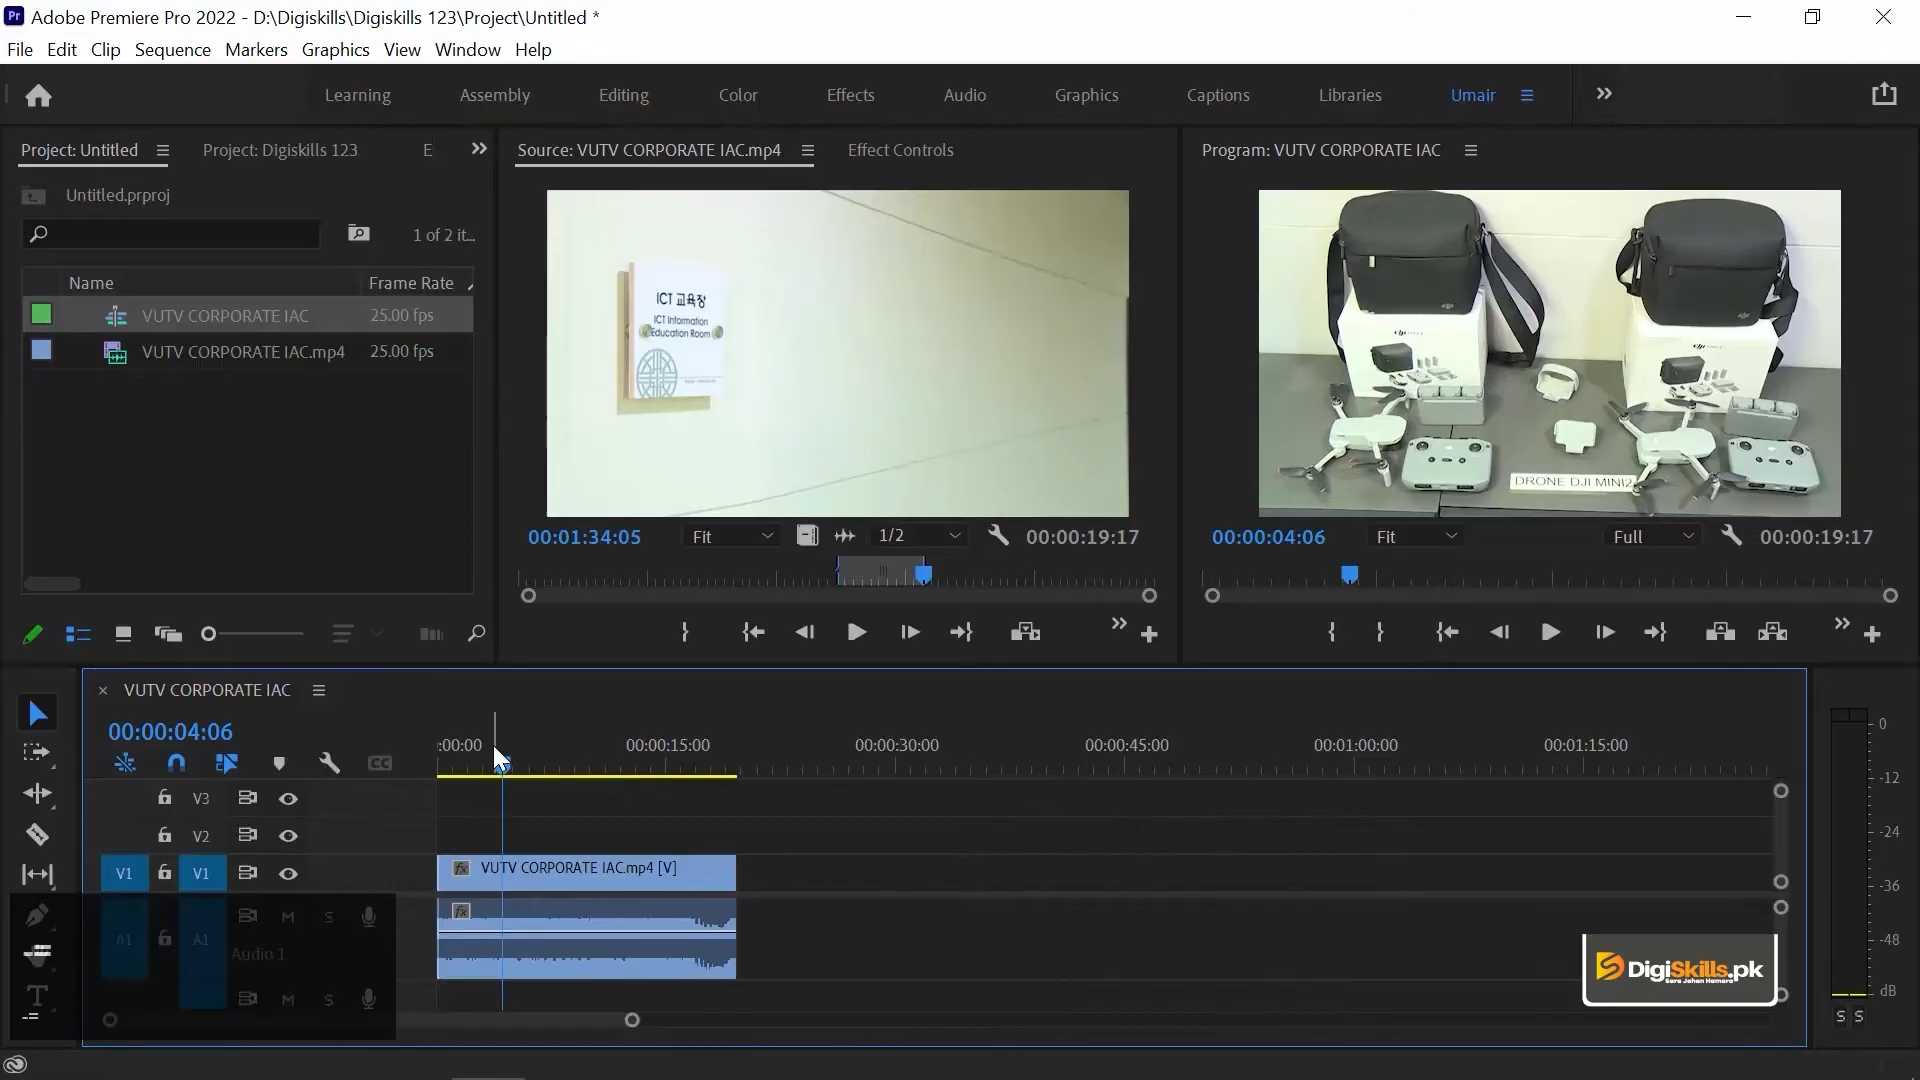 Pr Adobe Premiere Pro 2022 - D:\Digiskills\Digiskills 123\Project\Untitled *
File Edit Clip Sequence Markers Graphics View Window Help
Learning Assembly Editing Color Effects Audio Graphics Captions Libraries Umair
Project: Untitled Project: Digiskills 123 E
Source: VUTV CORPORATE IAC.mp4 Effect Controls
Program: VUTV CORPORATE IAC
Untitled.prproj
1 of 2 it...
Name Frame Rate
VUTV CORPORATE IAC 25.00 fps
VUTV CORPORATE IAC.mp4 25.00 fps
ICT 교육장
ICT Information
Education Room
DRONE DJI MINI2
00:01:34:05 Fit 1/2 00:00:19:17
00:00:04:06 Fit Full 00:00:19:17
VUTV CORPORATE IAC
00:00:04:06
:00:00 00:00:15:00 00:00:30:00 00:00:45:00 00:01:00:00 00:01:15:00
CC
V3
V2
V1 V1
fx VUTV CORPORATE IAC.mp4 [V]
fx
A1 A1 M S
Audio 1
M S
0
-12
-24
-36
-48
dB
S S
DigiSkills.pk
Sara Jahan Hamara